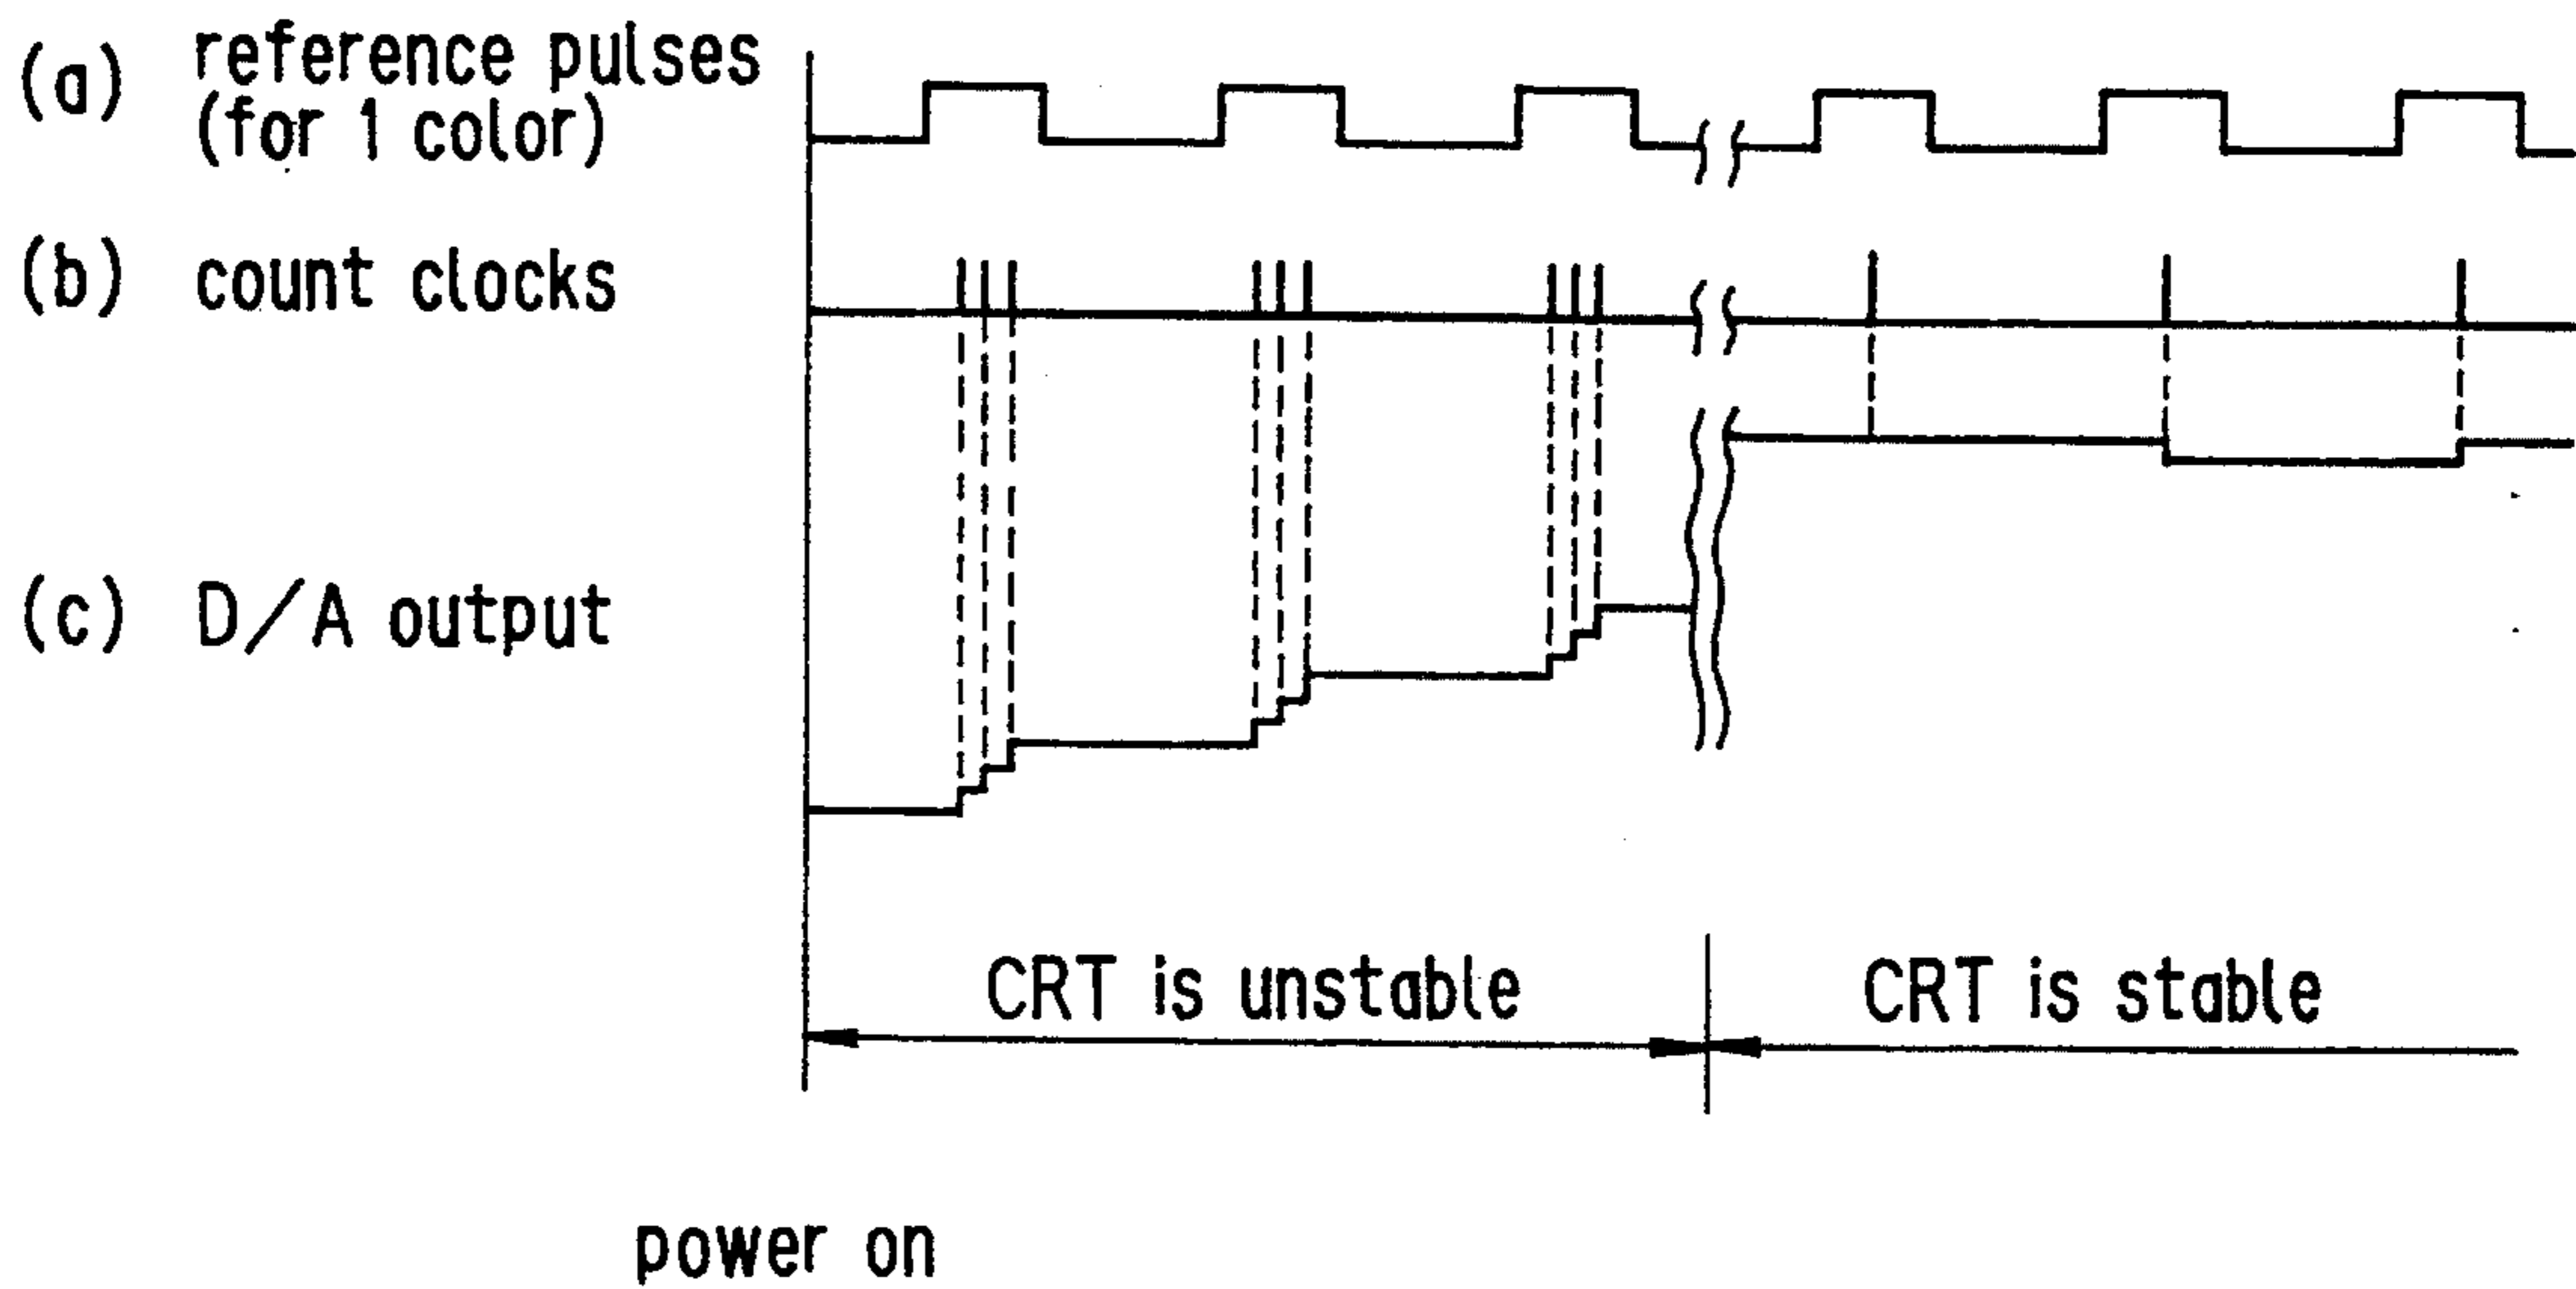 (a) reference pulses
(for 1 color)
(b) count clocks
(c) D/A output
CRT is unstable
CRT is stable
power on